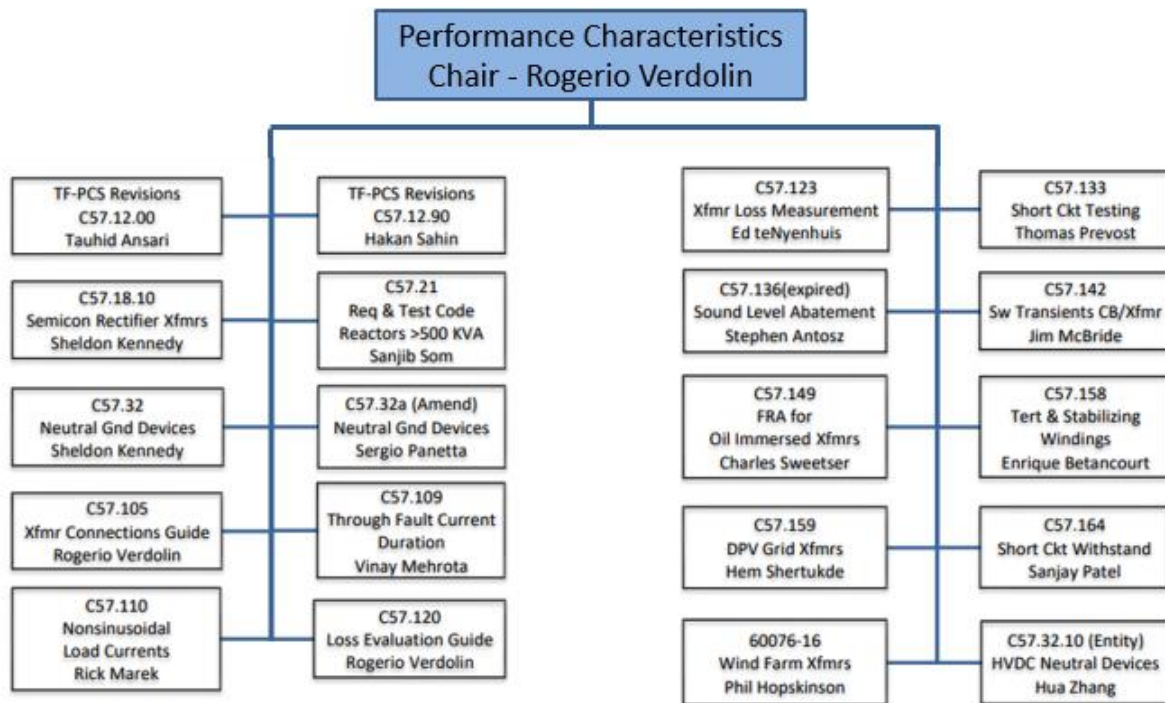 Performance Characteristics
Chair - Rogerio Verdolin
TF-PCS Revisions
C57.12.00
Tauhid Ansari
TF-PCS Revisions
C57.12.90
Hakan Sahin
C57.18.10
Semicon Rectifier Xfmrs
Sheldon Kennedy
C57.21
Req & Test Code
Reactors >500 KVA
Sanjib Som
C57.32
Neutral Gnd Devices
Sheldon Kennedy
C57.32a (Amend)
Neutral Gnd Devices
Sergio Panetta
C57.105
Xfmr Connections Guide
Rogerio Verdolin
C57.109
Through Fault Current
Duration
Vinay Mehrota
C57.110
Nonsinusoidal
Load Currents
Rick Marek
C57.120
Loss Evaluation Guide
Rogerio Verdolin
C57.123
Xfmr Loss Measurement
Ed teNyenhuis
C57.133
Short Ckt Testing
Thomas Prevost
C57.136(expired)
Sound Level Abatement
Stephen Antosz
C57.142
Sw Transients CB/Xfmr
Jim McBride
C57.149
FRA for
Oil Immersed Xfmrs
Charles Sweetser
C57.158
Tert & Stabilizing
Windings
Enrique Betancourt
C57.159
DPV Grid Xfmrs
Hem Shertukde
C57.164
Short Ckt Withstand
Sanjay Patel
60076-16
Wind Farm Xfmrs
Phil Hopskinson
C57.32.10 (Entity)
HVDC Neutral Devices
Hua Zhang